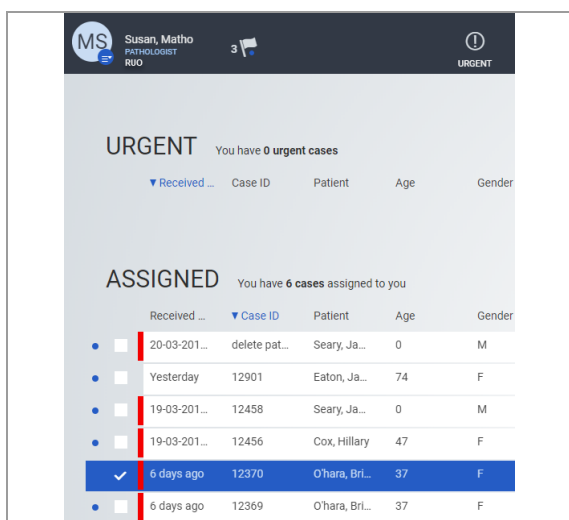 MS
Susan, Matho
PATHOLOGIST
RUO
3
URGENT
URGENT You have 0 urgent cases
▼ Received ... Case ID Patient Age Gender
ASSIGNED You have 6 cases assigned to you
Received ... ▼ Case ID Patient Age Gender
20-03-201... delete pat... Seary, Ja... 0 M
Yesterday 12901 Eaton, Ja... 74 F
19-03-201... 12458 Seary, Ja... 0 M
19-03-201... 12456 Cox, Hillary 47 F
6 days ago 12370 O'hara, Bri... 37 F
6 days ago 12369 O'hara, Bri... 37 F